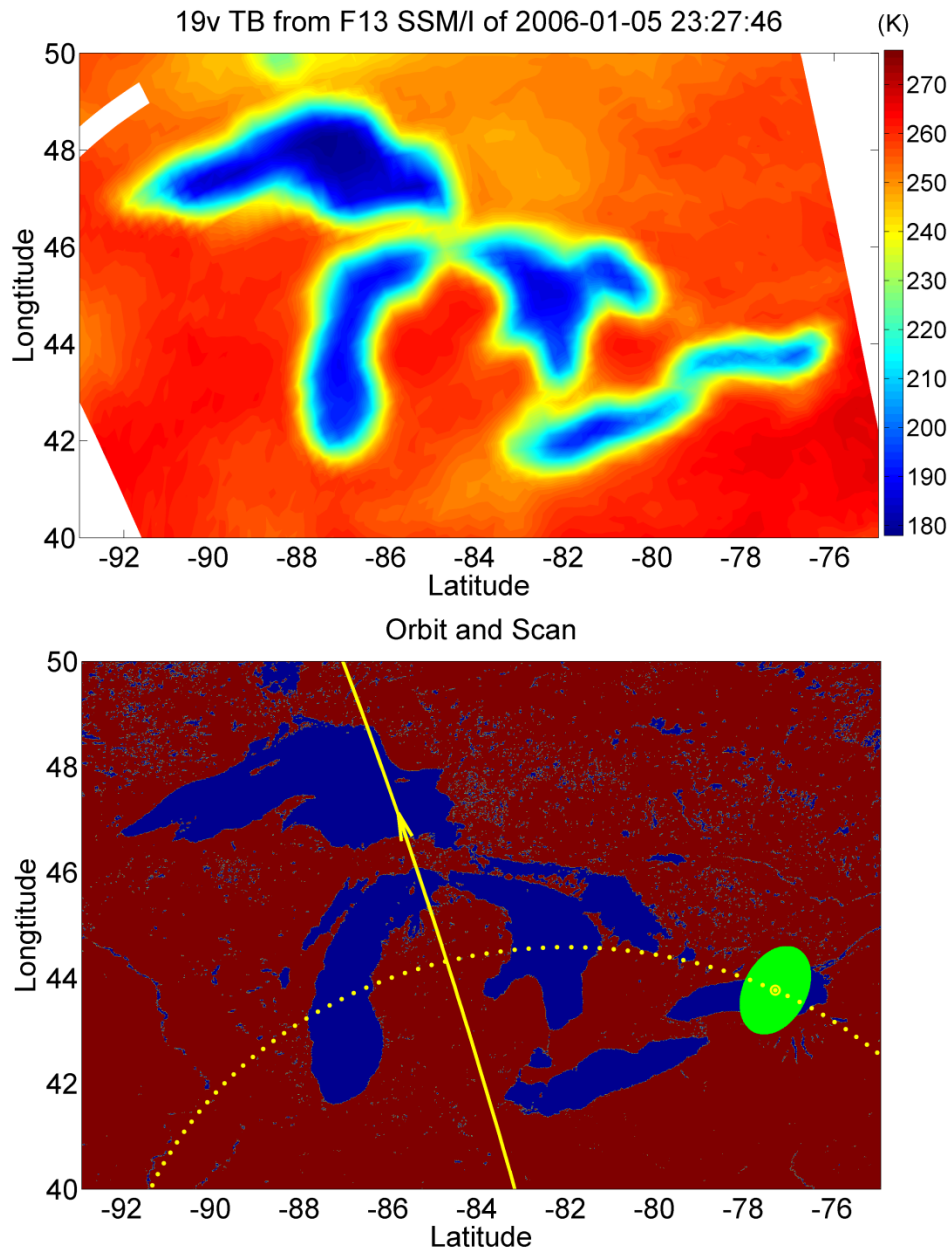 19v TB from F13 SSM/I of 2006-01-05 23:27:46
(K)
50
48
46
44
42
40
Longtitude
-92 -90 -88 -86 -84 -82 -80 -78 -76
Latitude
270
260
250
240
230
220
210
200
190
180
Orbit and Scan
50
48
46
44
42
40
Longtitude
-92 -90 -88 -86 -84 -82 -80 -78 -76
Latitude